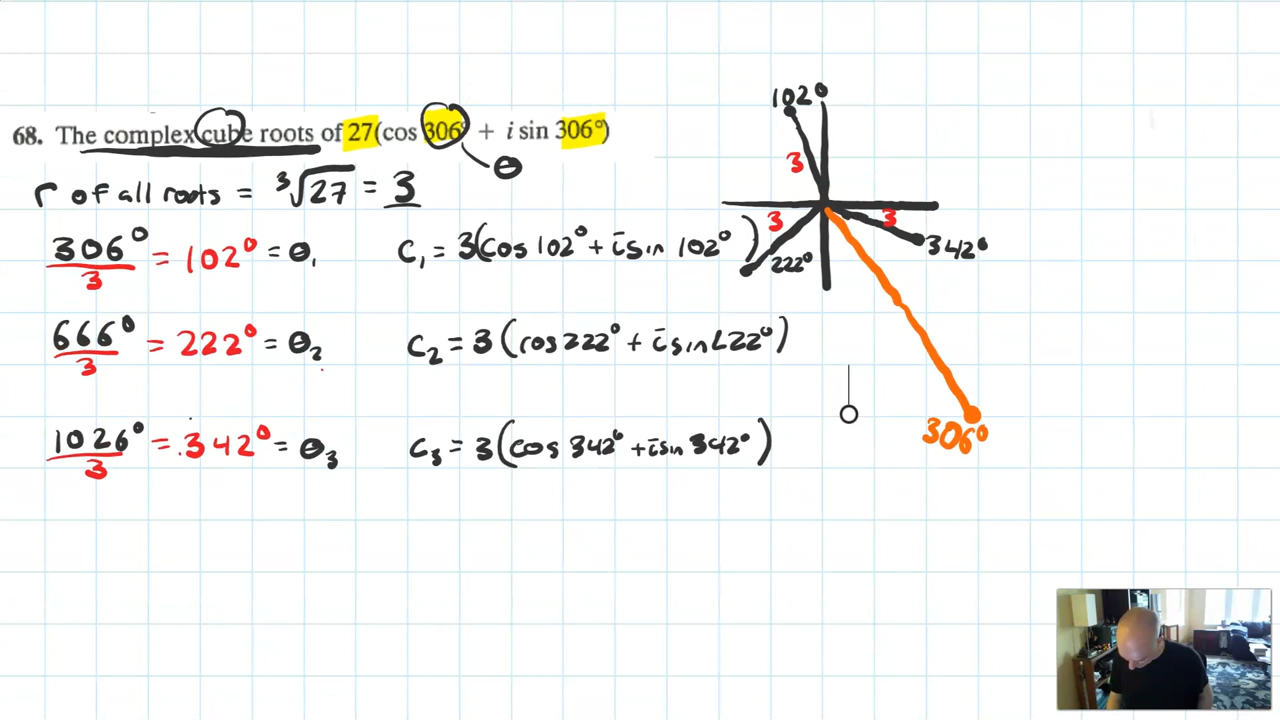 68. The complex cube roots of 27(cos 306° + i sin 306°)
θ
r of all roots = ³√27 = 3
306°/3 = 102° = θ₁
C₁ = 3(cos 102° + i sin 102°)
666°/3 = 222° = θ₂
C₂ = 3(cos 222° + i sin 222°)
1026°/3 = 342° = θ₃
C₃ = 3(cos 342° + i sin 342°)
102°
3
3
3
222°
342°
306°